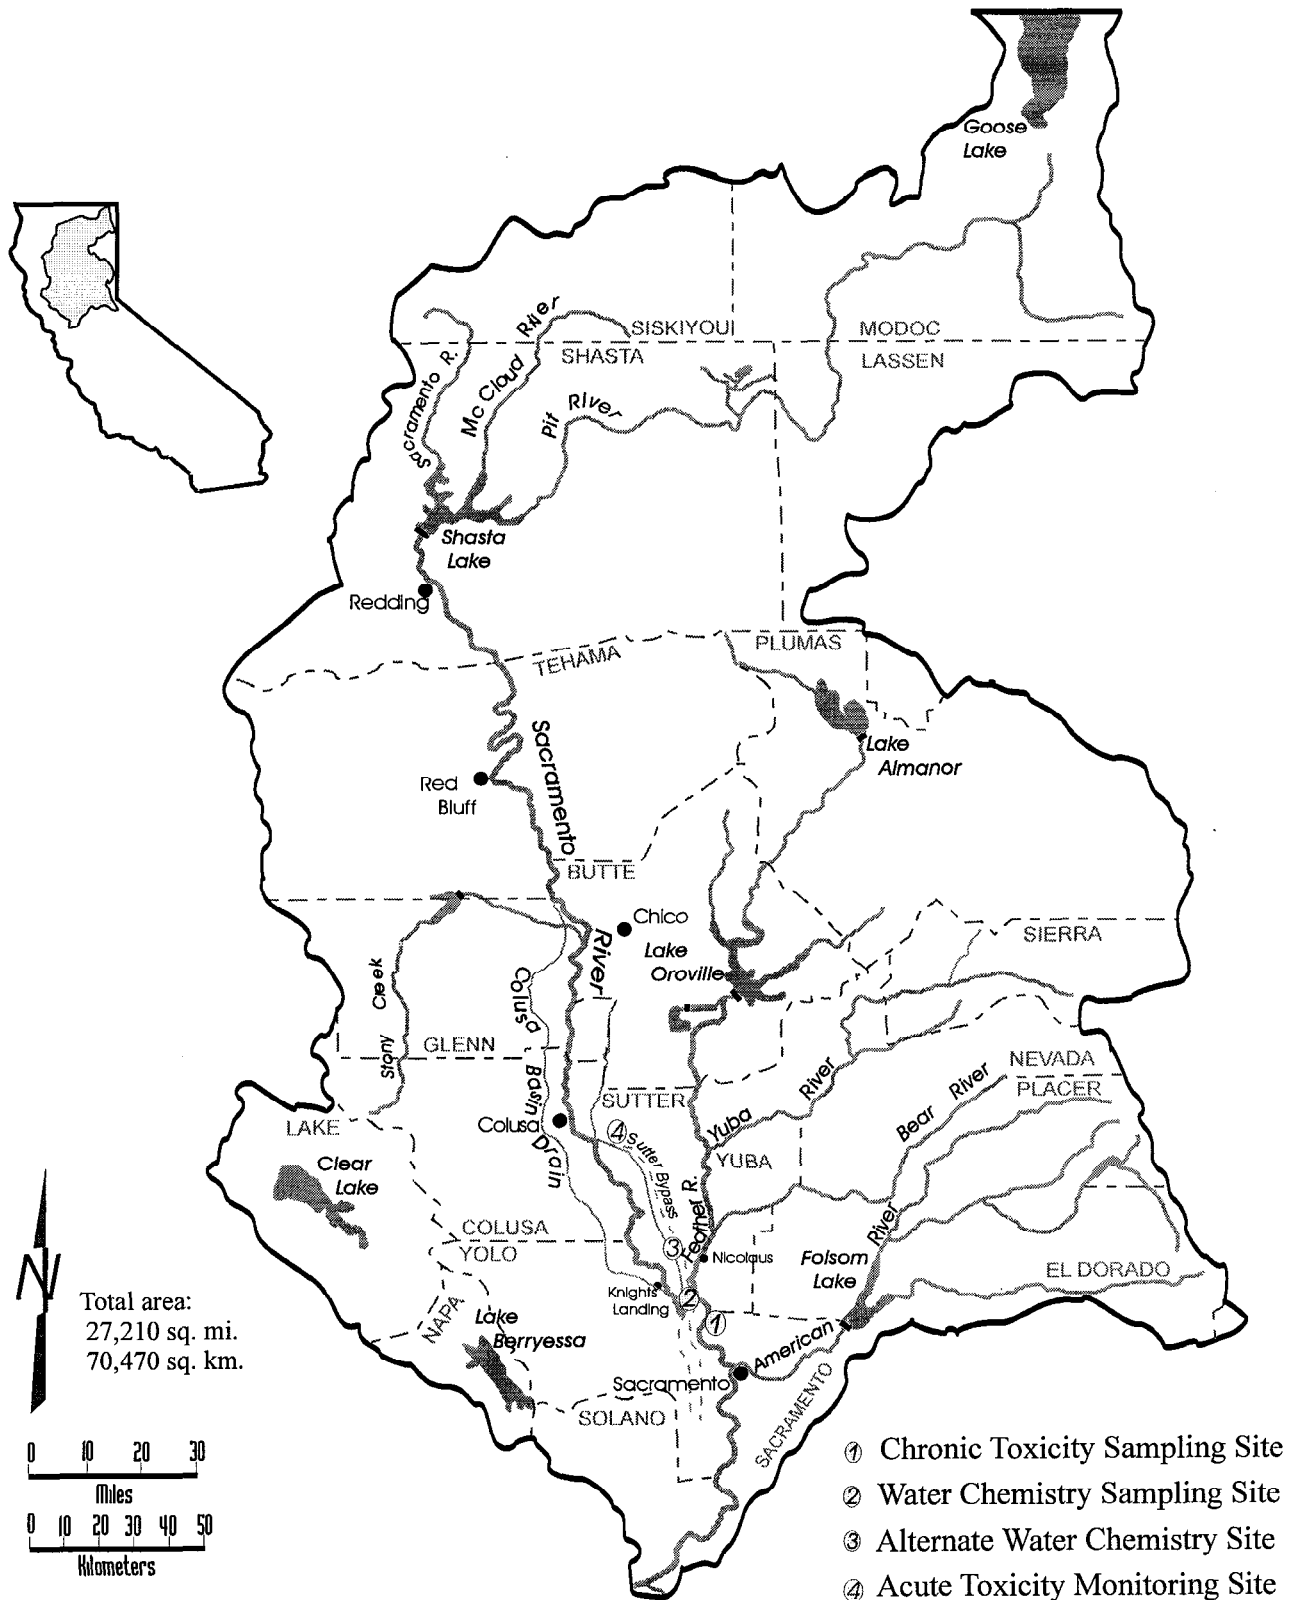 Goose
Lake
SISKIYOU
MODOC
SHASTA
LASSEN
Sacramento R.
Mc Cloud River
Pit River
Shasta
Lake
Redding
TEHAMA
PLUMAS
Lake
Almanor
Red
Bluff
Sacramento
River
BUTTE
Chico
Lake
Oroville
SIERRA
Stony Creek
Colusa Basin Drain
GLENN
NEVADA
PLACER
SUTTER
Yuba River
Bear River
Colusa
4
Sutter Bypass
YUBA
LAKE
Clear
Lake
Feather R.
COLUSA
YOLO
3
Nicolaus
Folsom
Lake
River
EL DORADO
Knights
Landing
2
1
NAPA
Lake
Berryessa
American
Sacramento
SOLANO
SACRAMENTO
N
Total area:
27,210 sq. mi.
70,470 sq. km.
0 10 20 30
Miles
0 10 20 30 40 50
Kilometers
1 Chronic Toxicity Sampling Site
2 Water Chemistry Sampling Site
3 Alternate Water Chemistry Site
4 Acute Toxicity Monitoring Site